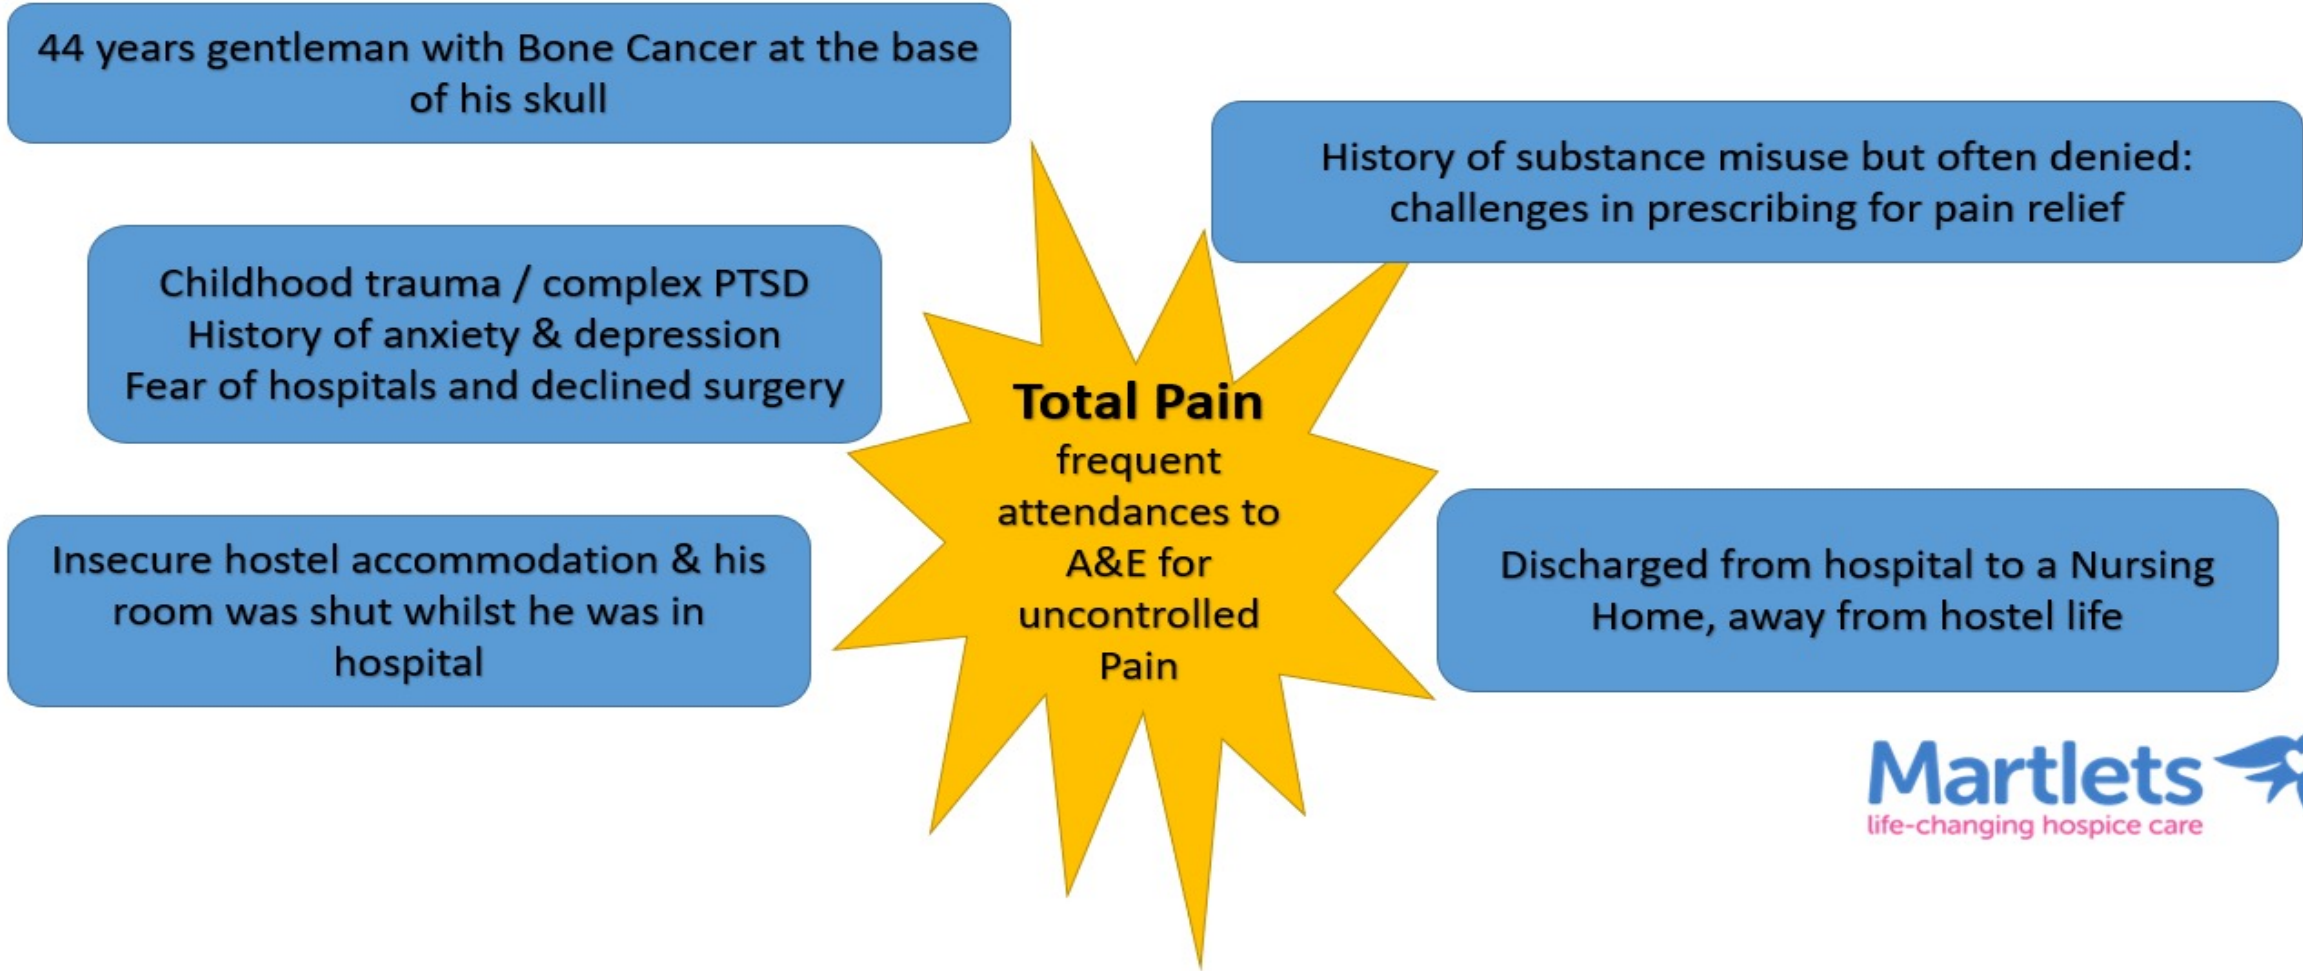 44 years gentleman with Bone Cancer at the base
of his skull
History of substance misuse but often denied:
challenges in prescribing for pain relief
Childhood trauma / complex PTSD
History of anxiety & depression
Fear of hospitals and declined surgery
Total Pain
frequent
attendances to
A&E for
uncontrolled
Pain
Insecure hostel accommodation & his
room was shut whilst he was in
hospital
Discharged from hospital to a Nursing
Home, away from hostel life
Martlets
life-changing hospice care